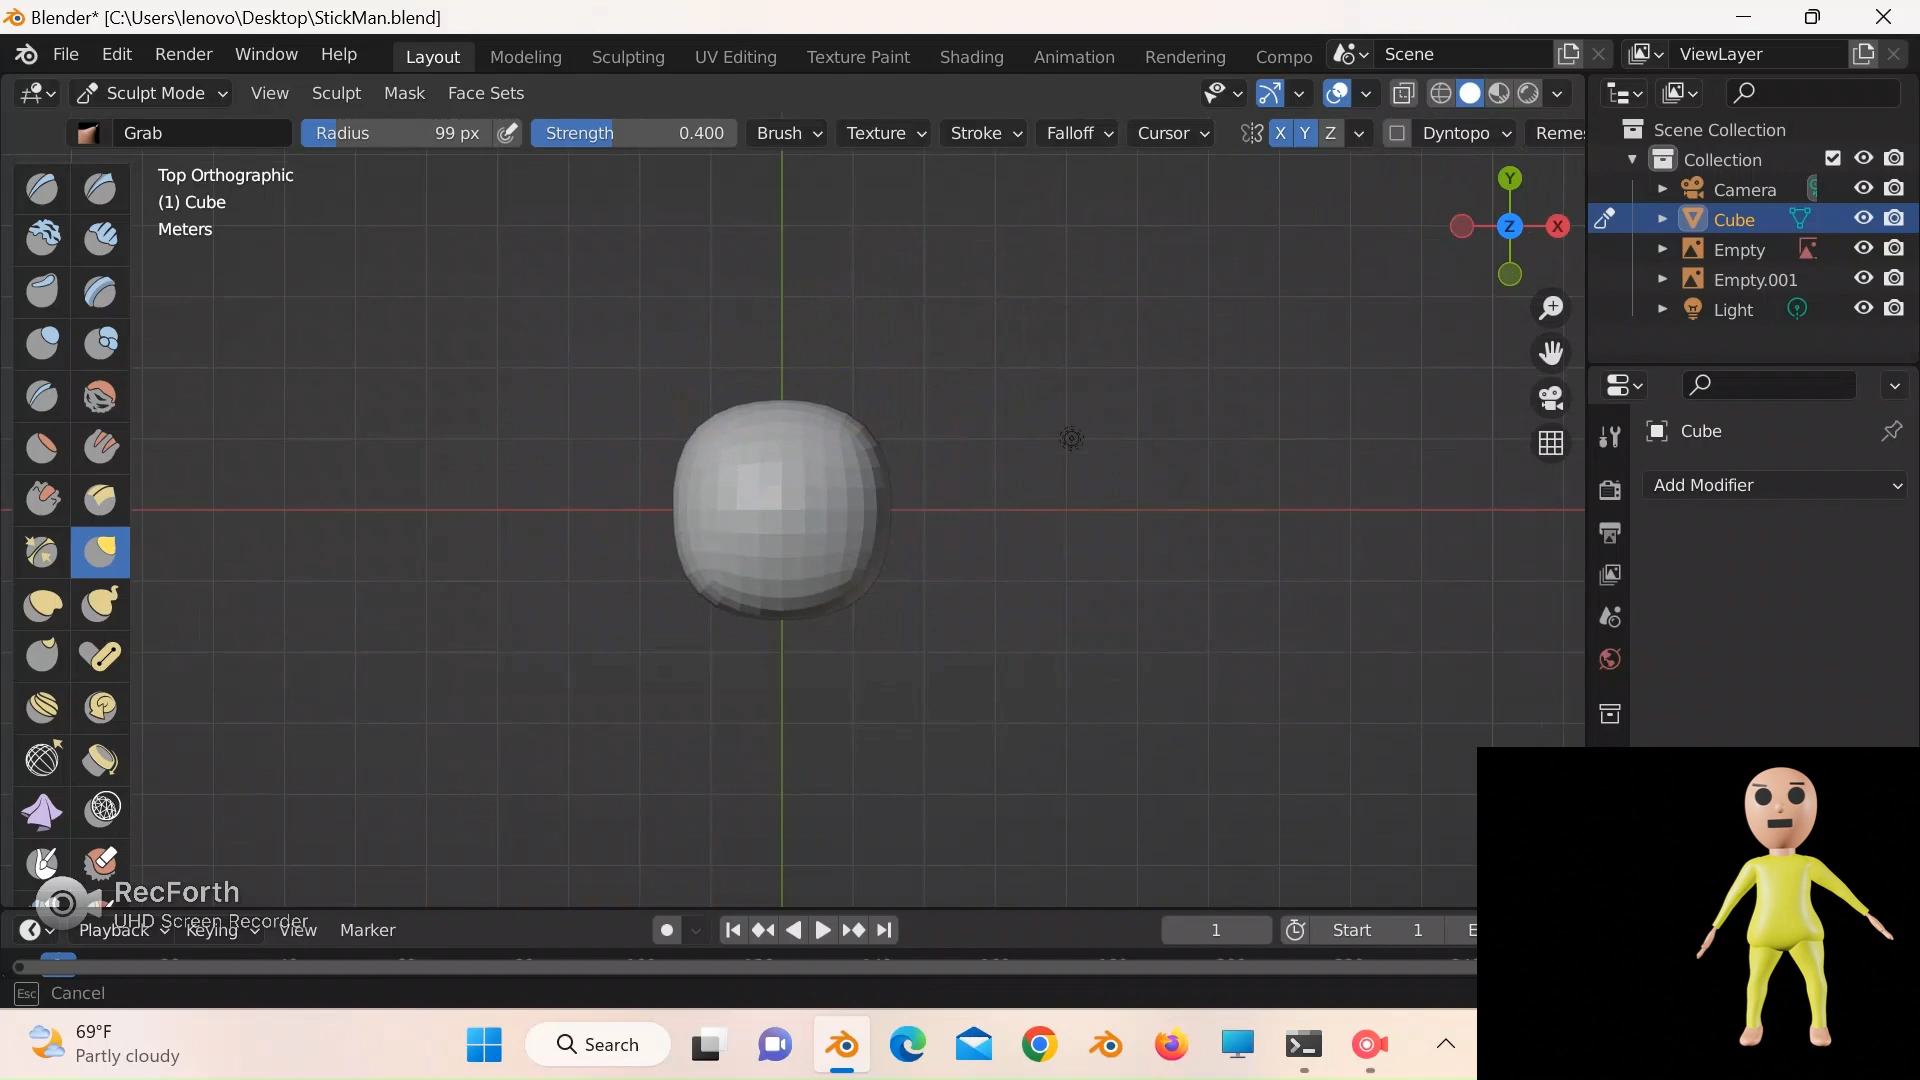 Blender* [C:\Users\lenovo\Desktop\StickMan.blend]
File Edit Render Window Help Layout Modeling Sculpting UV Editing Texture Paint Shading Animation Rendering Compo Scene ViewLayer
Sculpt Mode View Sculpt Mask Face Sets
Grab Radius 99 px Strength 0.400 Brush Texture Stroke Falloff Cursor X Y Z Dyntopo Reme
Top Orthographic
(1) Cube
Meters
Y
Z X
Scene Collection
Collection
Camera
Cube
Empty
Empty.001
Light
Cube
Add Modifier
RecForth
UHD Screen Recorder
Playback Keying View Marker 1 Start 1 E
Esc Cancel
69°F
Partly cloudy
Search